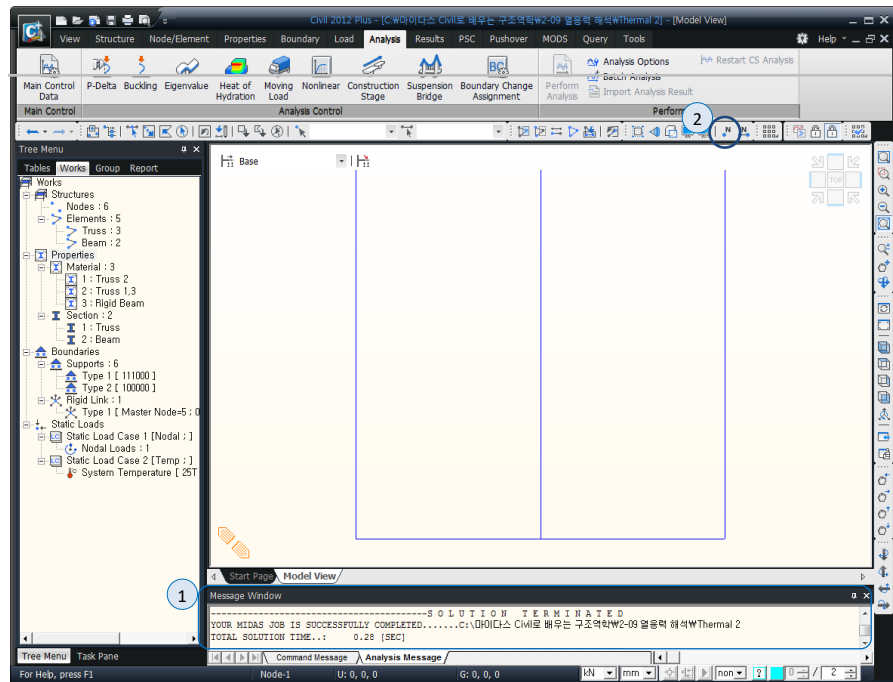 Civil 2012 Plus - [C:₩마이다스 Civil로 배우는 구조역학₩2-09 열응력 해석₩Thermal 2] - [Model View]
View Structure Node/Element Properties Boundary Load Analysis Results PSC Pushover MODS Query Tools Help
Main Control Data
P-Delta Buckling Eigenvalue Heat of Hydration Moving Load Nonlinear Construction Stage Suspension Bridge Boundary Change Assignment
Perform Analysis
Analysis Options
Batch Analysis
Import Analysis Result
Restart CS Analysis
Main Control Analysis Control Perform
2
Tree Menu
Tables Works Group Report
Works
Structures
Nodes : 6
Elements : 5
Truss : 3
Beam : 2
Properties
Material : 3
1 : Truss 2
2 : Truss 1,3
3 : Rigid Beam
Section : 2
1 : Truss
2 : Beam
Boundaries
Supports : 6
Type 1 [ 111000 ]
Type 2 [ 100000 ]
Rigid Link : 1
Type 1 [ Master Node=5 ; 0
Static Loads
Static Load Case 1 [Nodal ; ]
Nodal Loads : 1
Static Load Case 2 [Temp ; ]
System Temperature [ 25T
Tree Menu Task Pane
Base
TOP
Start Page Model View
1
Message Window
----------------------------------------S O L U T I O N   T E R M I N A T E D
YOUR MIDAS JOB IS SUCCESSFULLY COMPLETED.......C:\마이다스 Civil로 배우는 구조역학₩2-09 열응력 해석₩Thermal 2
TOTAL SOLUTION TIME..: 0.28 [SEC]
Command Message Analysis Message
For Help, press F1 Node-1 U: 0, 0, 0 G: 0, 0, 0 kN mm non ? 0 / 2